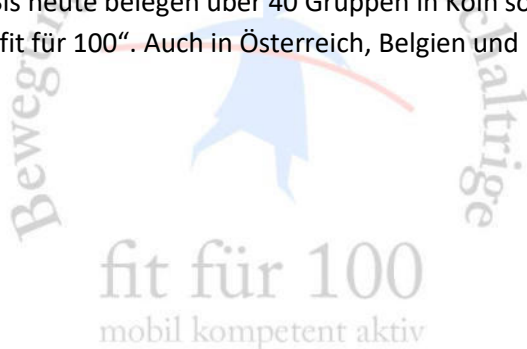 Bis heute belegen über 40 Gruppen in Köln
fit für 100“. Auch in Österreich, Belgien und
fit für 100
mobil kompetent aktiv